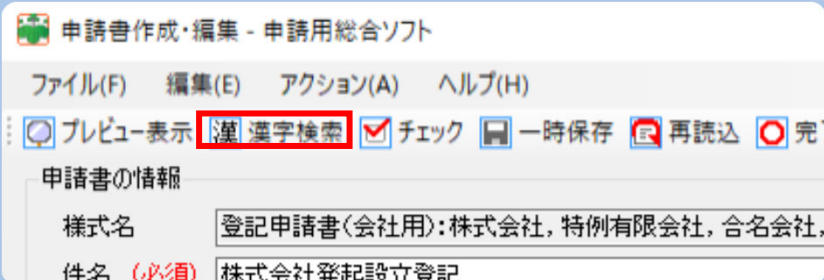 申請書作成・編集 - 申請用総合ソフト
ファイル(F) 編集(E) アクション(A) ヘルプ(H)
プレビュー表示 漢 漢字検索 チェック 一時保存 再読込 完
申請書の情報
様式名 登記申請書(会社用):株式会社,特例有限会社,合名会社,
件名 (必須) 株式会社発起設立登記